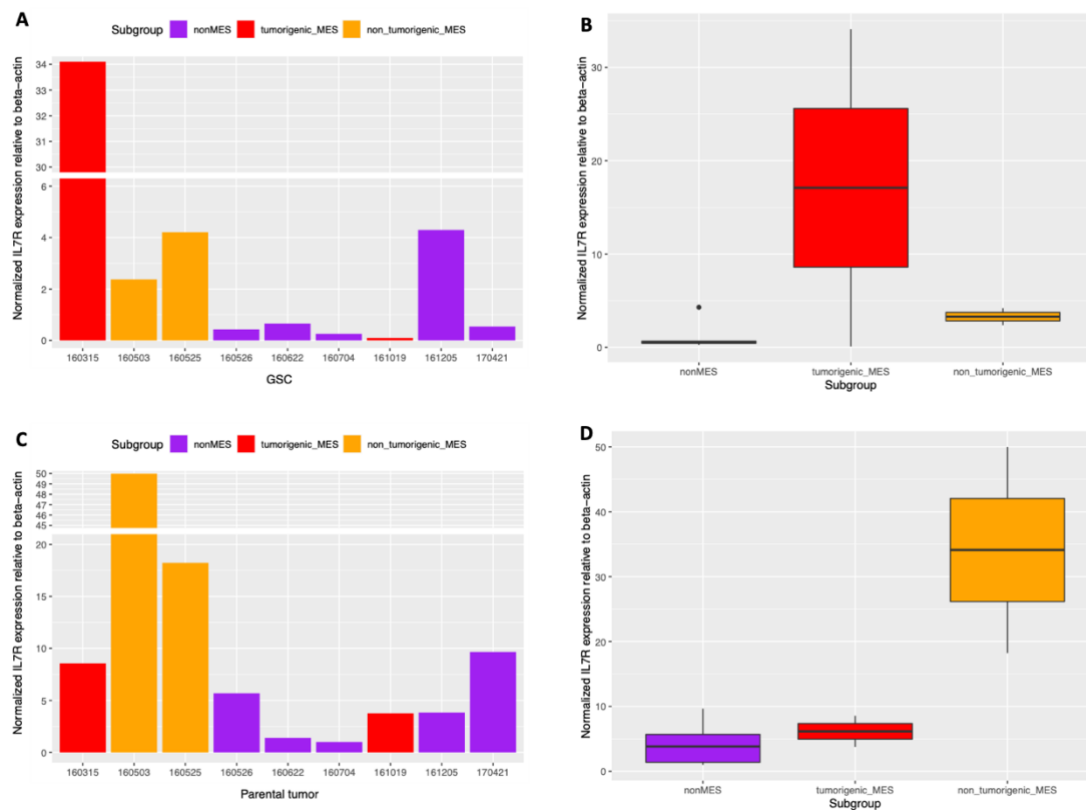 A
Subgroup nonMES tumorigenic_MES non_tumorigenic_MES
Normalized IL7R expression relative to beta-actin
34
33
32
31
30
6
4
2
0
160315 160503 160525 160526 160622 160704 161019 161205 170421
GSC
B
Normalized IL7R expression relative to beta-actin
30
20
10
0
nonMES tumorigenic_MES non_tumorigenic_MES
Subgroup
C
Subgroup nonMES tumorigenic_MES non_tumorigenic_MES
Normalized IL7R expression relative to beta-actin
50
49
48
47
46
45
20
15
10
5
0
160315 160503 160525 160526 160622 160704 161019 161205 170421
Parental tumor
D
Normalized IL7R expression relative to beta-actin
50
40
30
20
10
0
nonMES tumorigenic_MES non_tumorigenic_MES
Subgroup